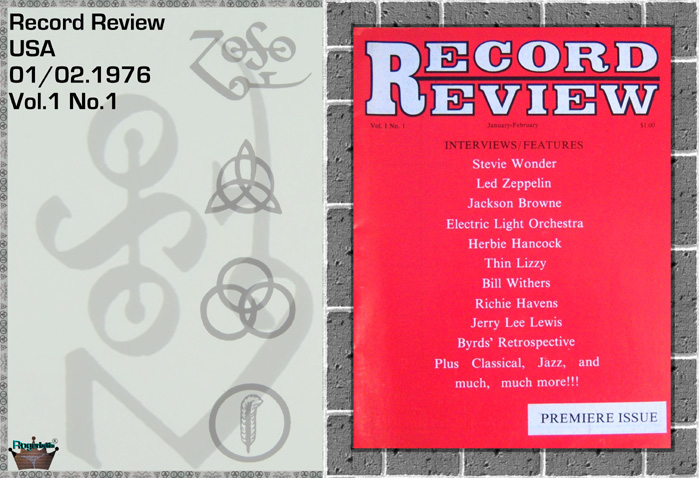 Record Review
USA
01/02.1976
Vol.1 No.1
ZoSo
RECORD
REVIEW
Vol. 1 No. 1 January-February $1.00
INTERVIEWS/FEATURES
Stevie Wonder
Led Zeppelin
Jackson Browne
Electric Light Orchestra
Herbie Hancock
Thin Lizzy
Bill Withers
Richie Havens
Jerry Lee Lewis
Byrds' Retrospective
Plus Classical, Jazz, and
much, much more!!!
PREMIERE ISSUE